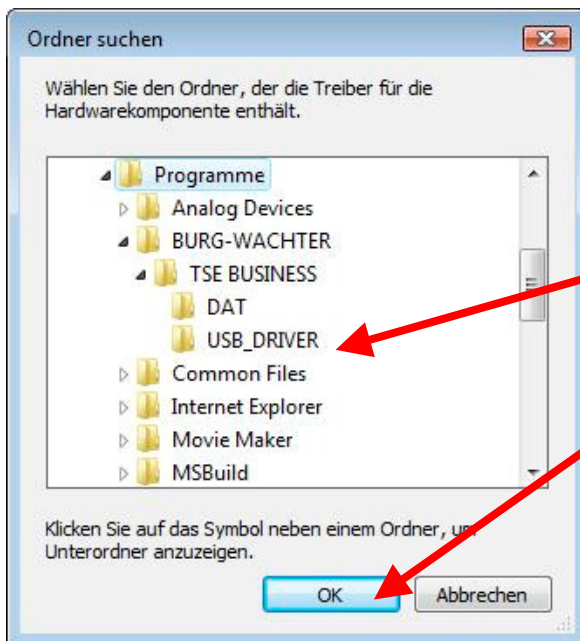 Ordner suchen
Wählen Sie den Ordner, der die Treiber für die
Hardwarekomponente enthält.
Programme
Analog Devices
BURG-WACHTER
TSE BUSINESS
DAT
USB_DRIVER
Common Files
Internet Explorer
Movie Maker
MSBuild
Klicken Sie auf das Symbol neben einem Ordner, um
Unterordner anzuzeigen.
OK
Abbrechen